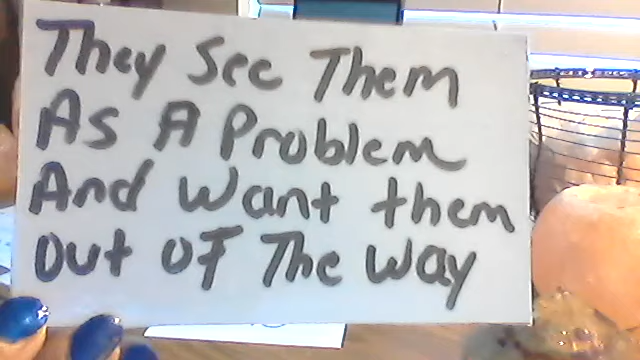 They See Them
As A Problem
And Want them
Out Of The Way